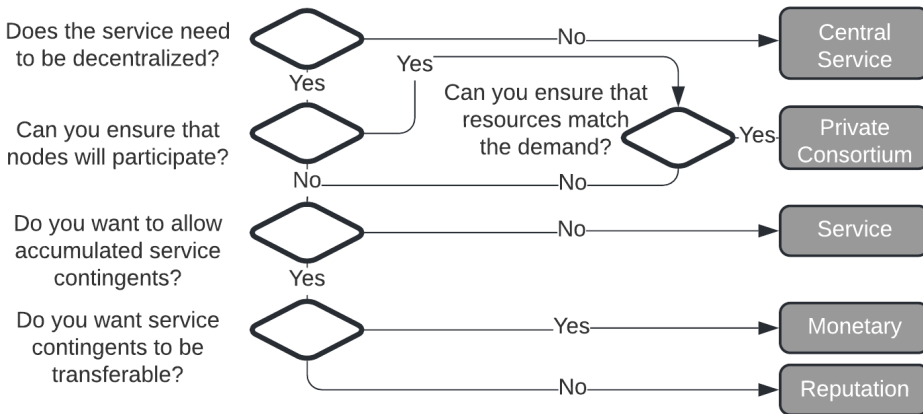 Does the service need
to be decentralized?
No
Central
Service
Yes
Yes
Can you ensure that
nodes will participate?
Can you ensure that
resources match
the demand?
Yes
Private
Consortium
No
No
Do you want to allow
accumulated service
contingents?
No
Service
Yes
Do you want service
contingents to be
transferable?
Yes
Monetary
No
Reputation